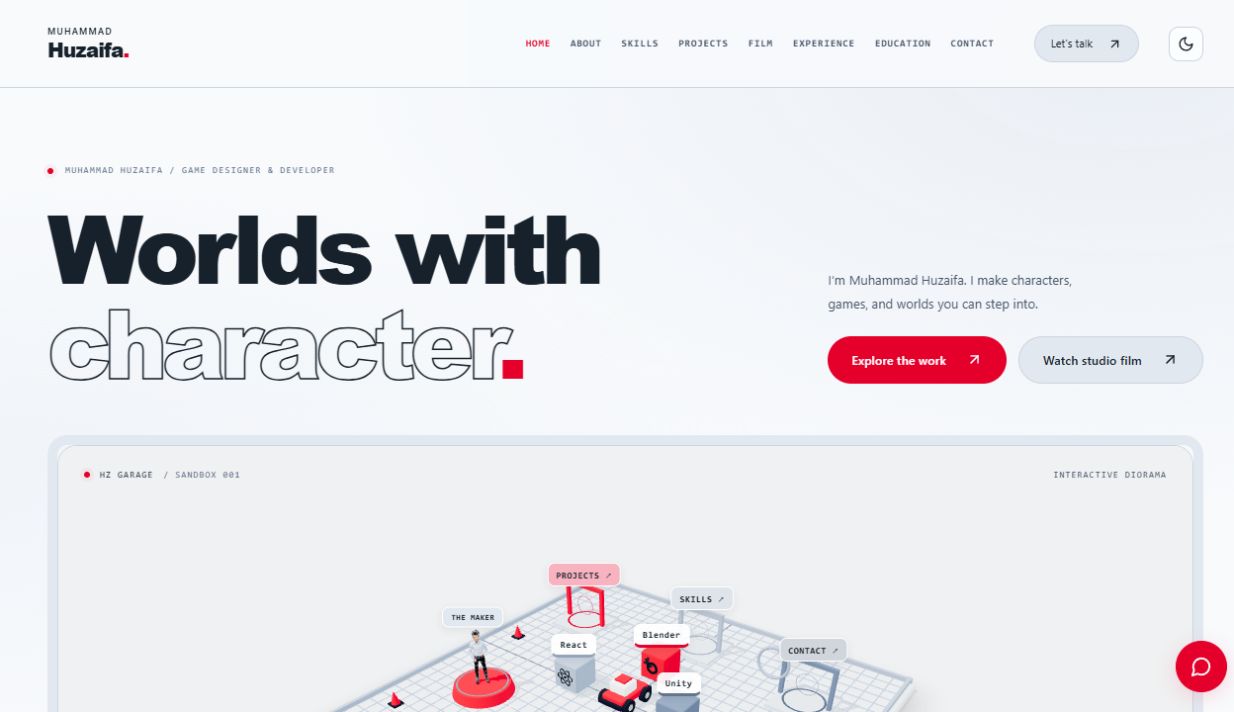 MUHAMMAD
Huzaifa.
HOME ABOUT SKILLS PROJECTS FILM EXPERIENCE EDUCATION CONTACT
Let's talk
MUHAMMAD HUZAIFA / GAME DESIGNER & DEVELOPER
Worlds with
character.
I'm Muhammad Huzaifa. I make characters,
games, and worlds you can step into.
Explore the work
Watch studio film
HZ GARAGE / SANDBOX 001
INTERACTIVE DIORAMA
PROJECTS ↗
SKILLS ↗
THE MAKER
React
Blender
CONTACT ↗
Unity